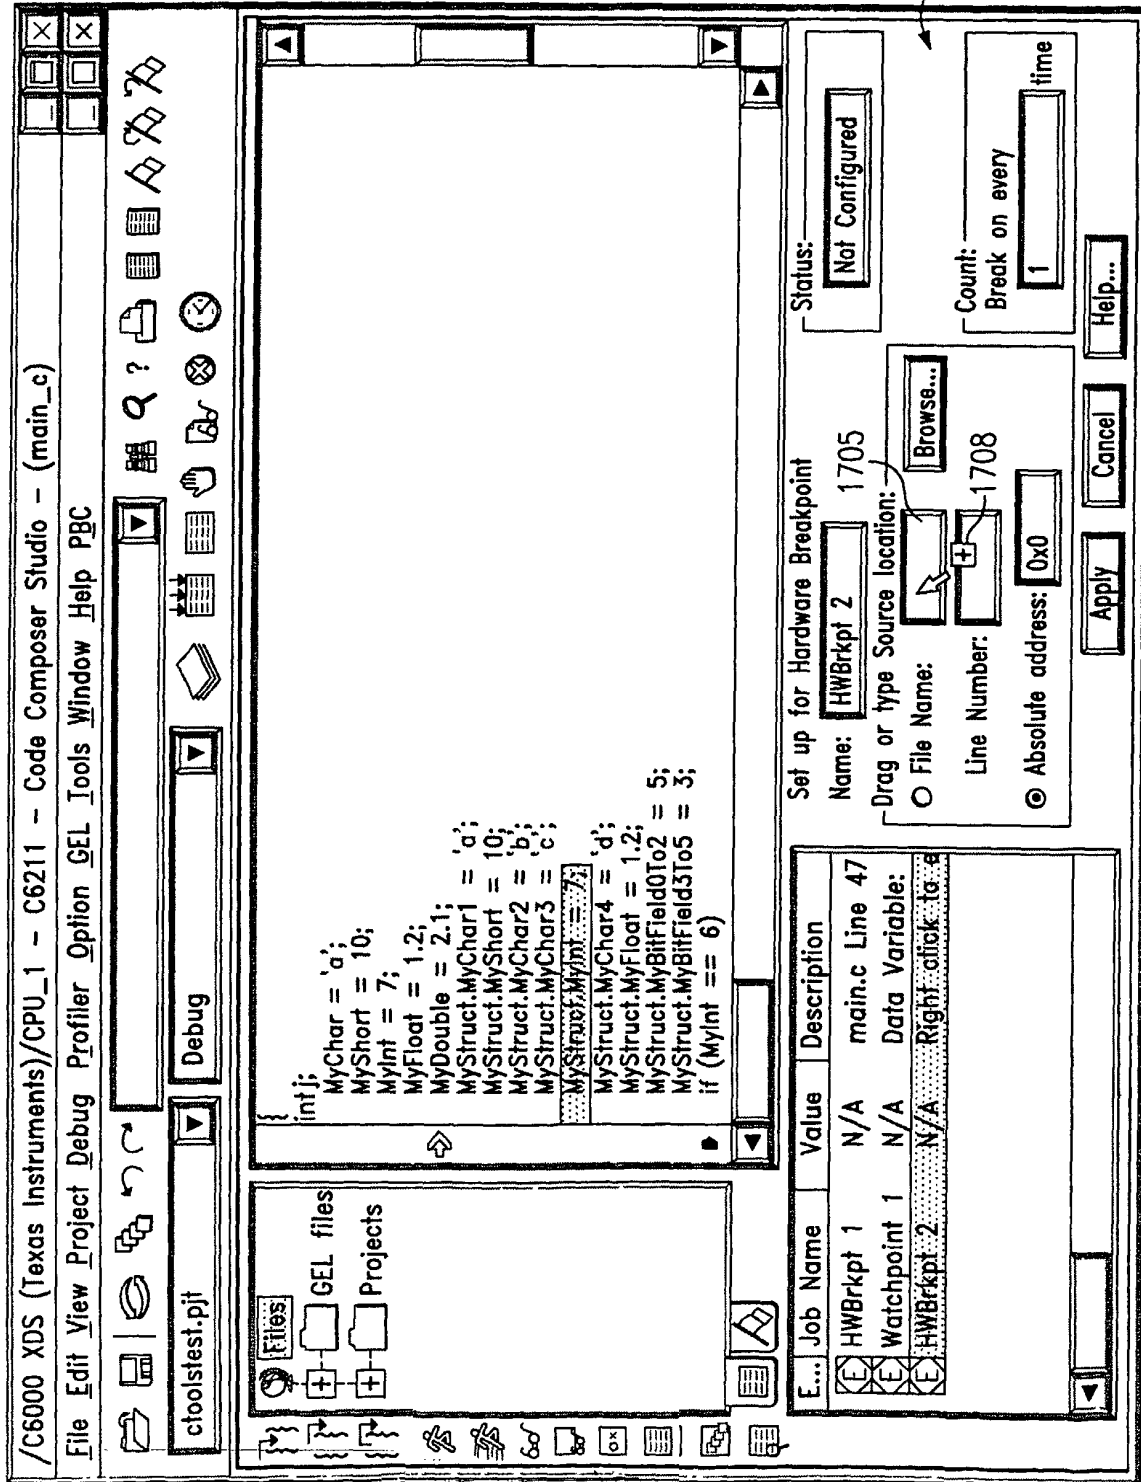 /C6000 XDS (Texas Instruments)/CPU_1 - C6211 - Code Composer Studio - (main_c)
File Edit View Project Debug Profiler Option GEL Tools Window Help PBC
?
ctoolstest.pjt
Debug
Files
GEL files
Projects
{
intj;
MyChar = 'a';
MyShort = 10;
MyInt = 7;
MyFloat = 1.2;
MyDouble = 2.1;
MyStruct.MyChar1 = 'a';
MyStruct.MyShort = 10;
MyStruct.MyChar2 = 'b';
MyStruct.MyChar3 = 'c';
MyStruct.MyInt = 7;
MyStruct.MyChar4 = 'd';
MyStruct.MyFloat = 1.2;
MyStruct.MyBitField0To2 = 5;
MyStruct.MyBitField3To5 = 3;
if (MyInt == 6)
E... Job Name Value Description
E HWBrkpt 1 N/A main.c Line 47
E Watchpoint 1 N/A Data Variable:
E HWBrkpt 2 N/A Right click to e
Set up for Hardware Breakpoint
Name: HWBrkpt 2 1705
Drag or type Source location:
File Name: Browse...
Line Number: 1708
Absolute address: 0x0
Status:
Not Configured
Count:
Break on every
1 time
Apply Cancel Help...